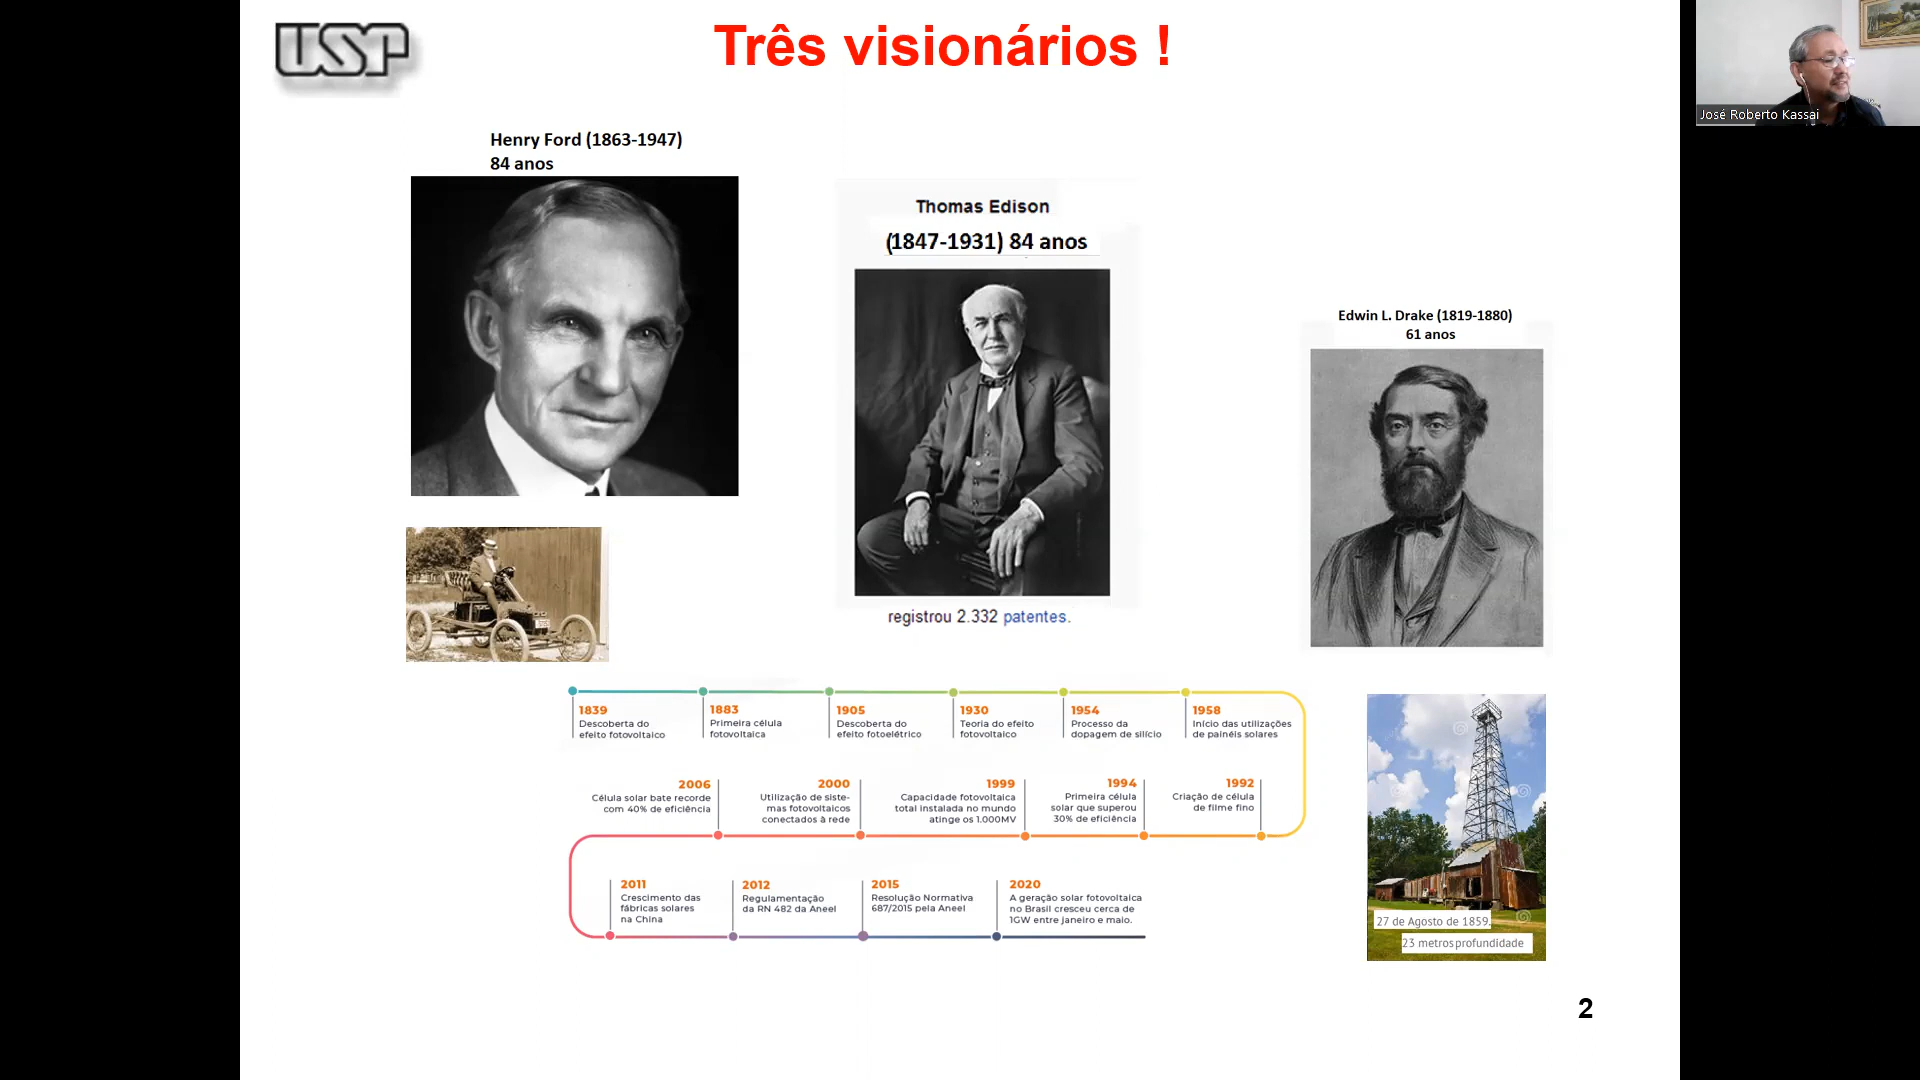 USP
Três visionários !
José Roberto Kassai
Henry Ford (1863-1947)
84 anos
Thomas Edison
(1847-1931) 84 anos
registrou 2.332 patentes.
Edwin L. Drake (1819-1880)
61 anos
1839
Descoberta do
efeito fotovoltaico
1883
Primeira célula
fotovoltaica
1905
Descoberta do
efeito fotoelétrico
1930
Teoria do efeito
fotovoltaico
1954
Processo da
dopagem de silício
1958
Início das utilizações
de painéis solares
2006
Célula solar bate recorde
com 40% de eficiência
2000
Utilização de siste-
mas fotovoltaicos
conectados à rede
1999
Capacidade fotovoltaica
total instalada no mundo
atinge os 1.000MV
1994
Primeira célula
solar que superou
30% de eficiência
1992
Criação de célula
de filme fino
2011
Crescimento das
fábricas solares
na China
2012
Regulamentação
da RN 482 da Aneel
2015
Resolução Normativa
687/2015 pela Aneel
2020
A geração solar fotovoltaica
no Brasil cresceu cerca de
1GW entre janeiro e maio.
27 de Agosto de 1859.
23 metros profundidade
2